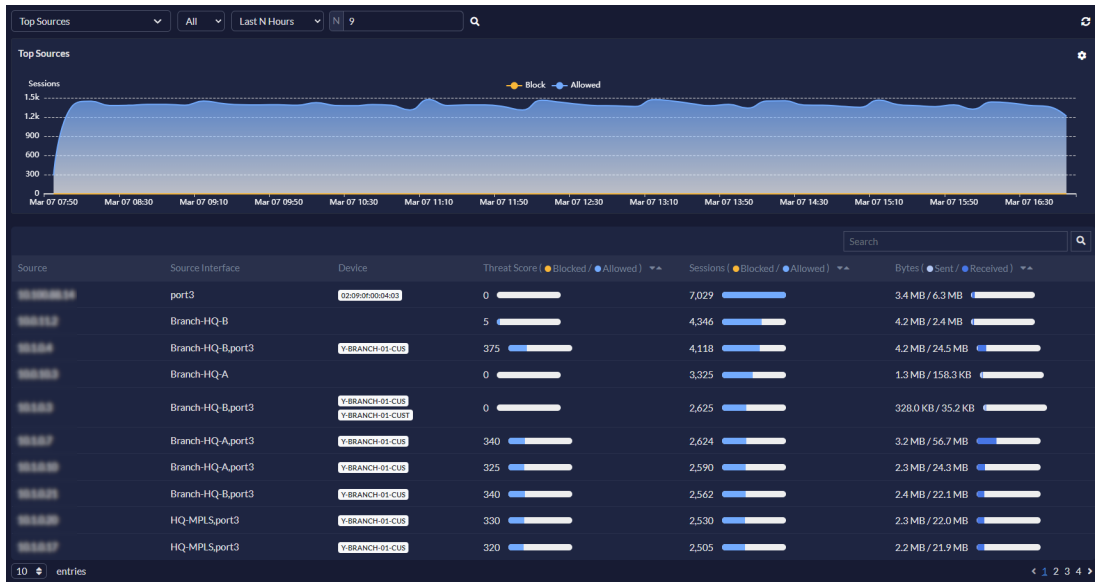 Top Sources All Last N Hours N 9
Top Sources
Sessions
Block Allowed
1.5k
1.2k
900
600
300
0
Mar 07 07:50 Mar 07 08:30 Mar 07 09:10 Mar 07 09:50 Mar 07 10:30 Mar 07 11:10 Mar 07 11:50 Mar 07 12:30 Mar 07 13:10 Mar 07 13:50 Mar 07 14:30 Mar 07 15:10 Mar 07 15:50 Mar 07 16:30
Search
Source Source Interface Device Threat Score ( Blocked / Allowed ) Sessions ( Blocked / Allowed ) Bytes ( Sent / Received )
port3 02:09:0f:00:04:03 0 7,029 3.4 MB / 6.3 MB
Branch-HQ-B 5 4,346 4.2 MB / 2.4 MB
Branch-HQ-B,port3 Y-BRANCH-01-CUS 375 4,118 4.2 MB / 24.5 MB
Branch-HQ-A 0 3,325 1.3 MB / 158.3 KB
Branch-HQ-B,port3 Y-BRANCH-01-CUS 0 2,625 328.0 KB / 35.2 KB
Y-BRANCH-01-CUST
Branch-HQ-A,port3 Y-BRANCH-01-CUS 340 2,624 3.2 MB / 56.7 MB
Branch-HQ-A,port3 Y-BRANCH-01-CUS 325 2,590 2.3 MB / 24.3 MB
Branch-HQ-B,port3 Y-BRANCH-01-CUS 340 2,562 2.4 MB / 22.1 MB
HQ-MPLS,port3 Y-BRANCH-01-CUS 330 2,530 2.3 MB / 22.0 MB
HQ-MPLS,port3 Y-BRANCH-01-CUS 320 2,505 2.2 MB / 21.9 MB
10 entries < 1 2 3 4 >